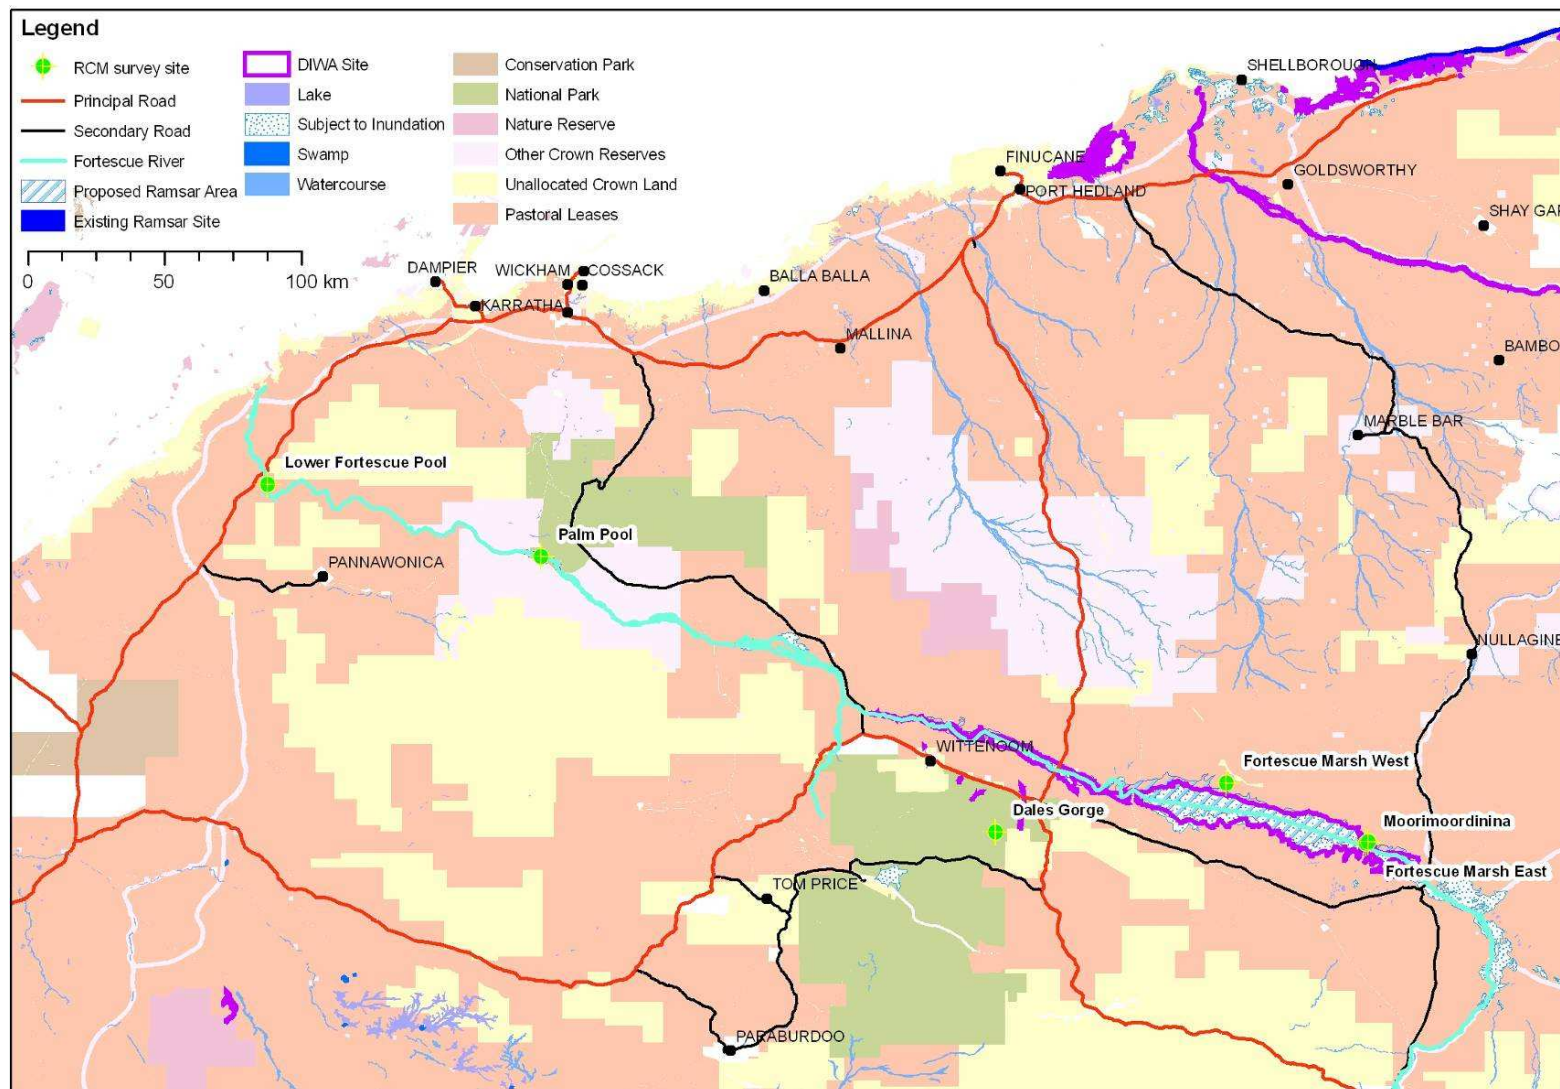 Legend
RCM survey site
Principal Road
Secondary Road
Fortescue River
Proposed Ramsar Area
Existing Ramsar Site
DIWA Site
Lake
Subject to Inundation
Swamp
Watercourse
Conservation Park
National Park
Nature Reserve
Other Crown Reserves
Unallocated Crown Land
Pastoral Leases
0 50 100 km
SHELLBOROUGH
FINUCANE
PORT HEDLAND
GOLDSWORTHY
SHAY GAP
DAMPIER
WICKHAM
COSSACK
KARRATHA
BALLA BALLA
MALLINA
BAMBO
MARBLE BAR
Lower Fortescue Pool
Palm Pool
PANNAWONICA
NULLAGINE
WITTENOOM
Fortescue Marsh West
Dales Gorge
Moorimoordinina
Fortescue Marsh East
TOM PRICE
PARABURDOO